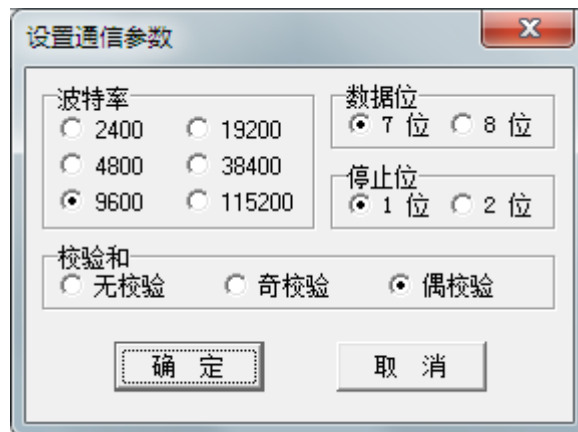 设置通信参数
波特率
2400 19200
4800 38400
9600 115200
数据位
7 位 8 位
停止位
1 位 2 位
校验和
无校验 奇校验 偶校验
确 定 取 消